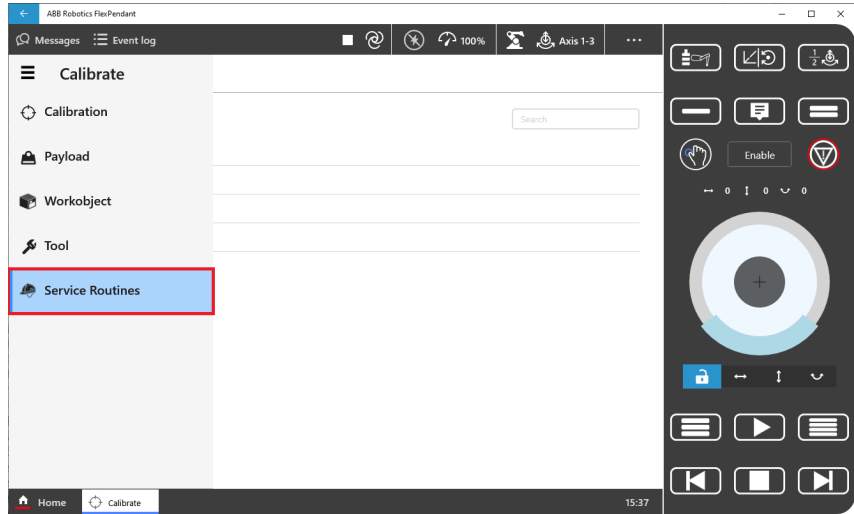 ABB Robotics FlexPendant
Messages Event log 100% Axis 1-3 ...
Calibrate
Calibration
Search
Payload
Workobject
Tool
Service Routines
Home Calibrate 15:37
1
2
Enable
0 0 0